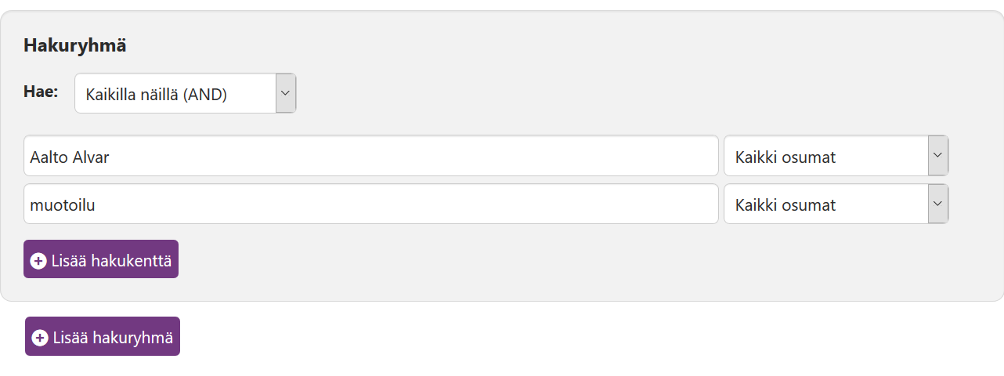 Hakuryhmä
Hae: Kaikilla näillä (AND)
Aalto Alvar Kaikki osumat
muotoilu Kaikki osumat
Lisää hakukenttä
Lisää hakuryhmä